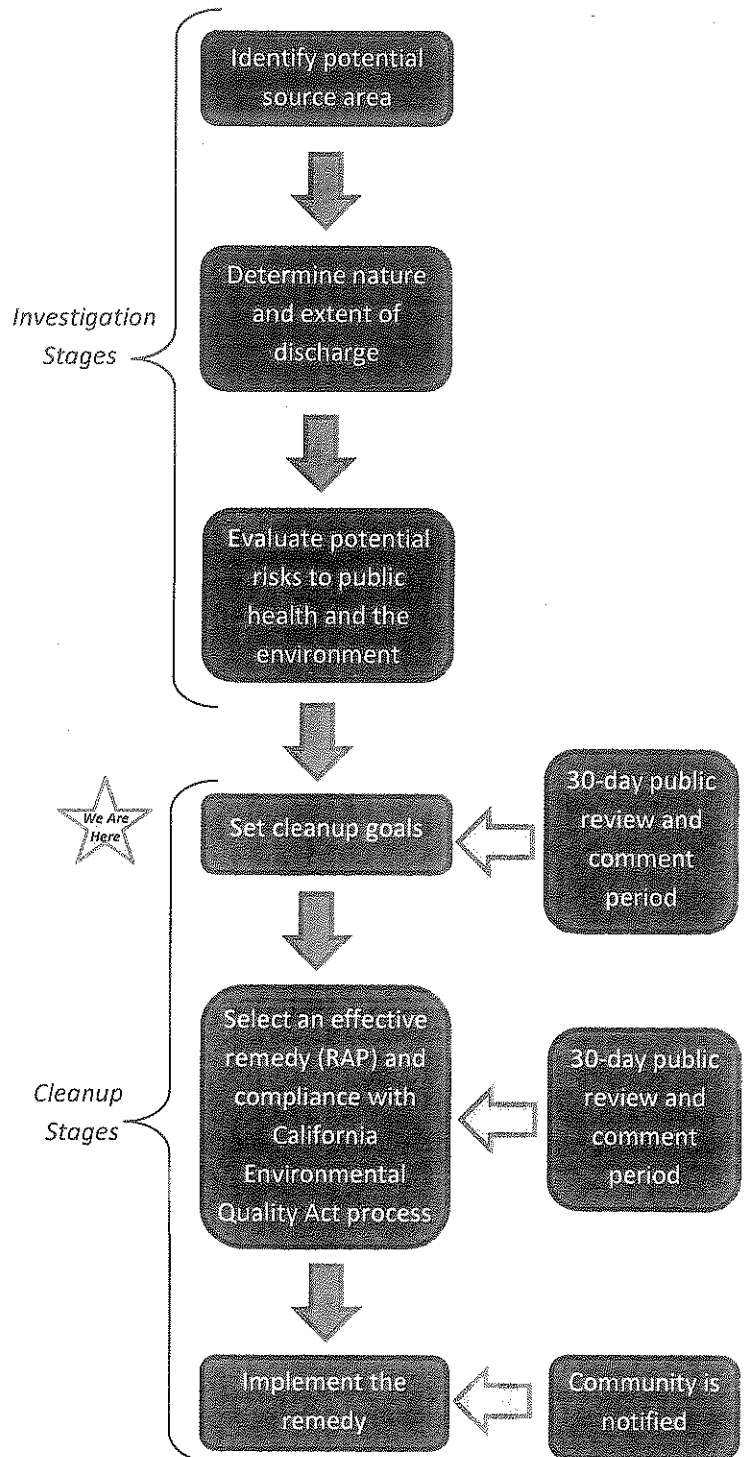 Identify potential
source area
Determine nature
and extent of
discharge
Investigation
Stages
Evaluate potential
risks to public
health and the
environment
We Are
Here
Set cleanup goals
30-day public
review and
comment
period
Select an effective
remedy (RAP) and
compliance with
California
Environmental
Quality Act process
30-day public
review and
comment
period
Cleanup
Stages
Implement the
remedy
Community is
notified